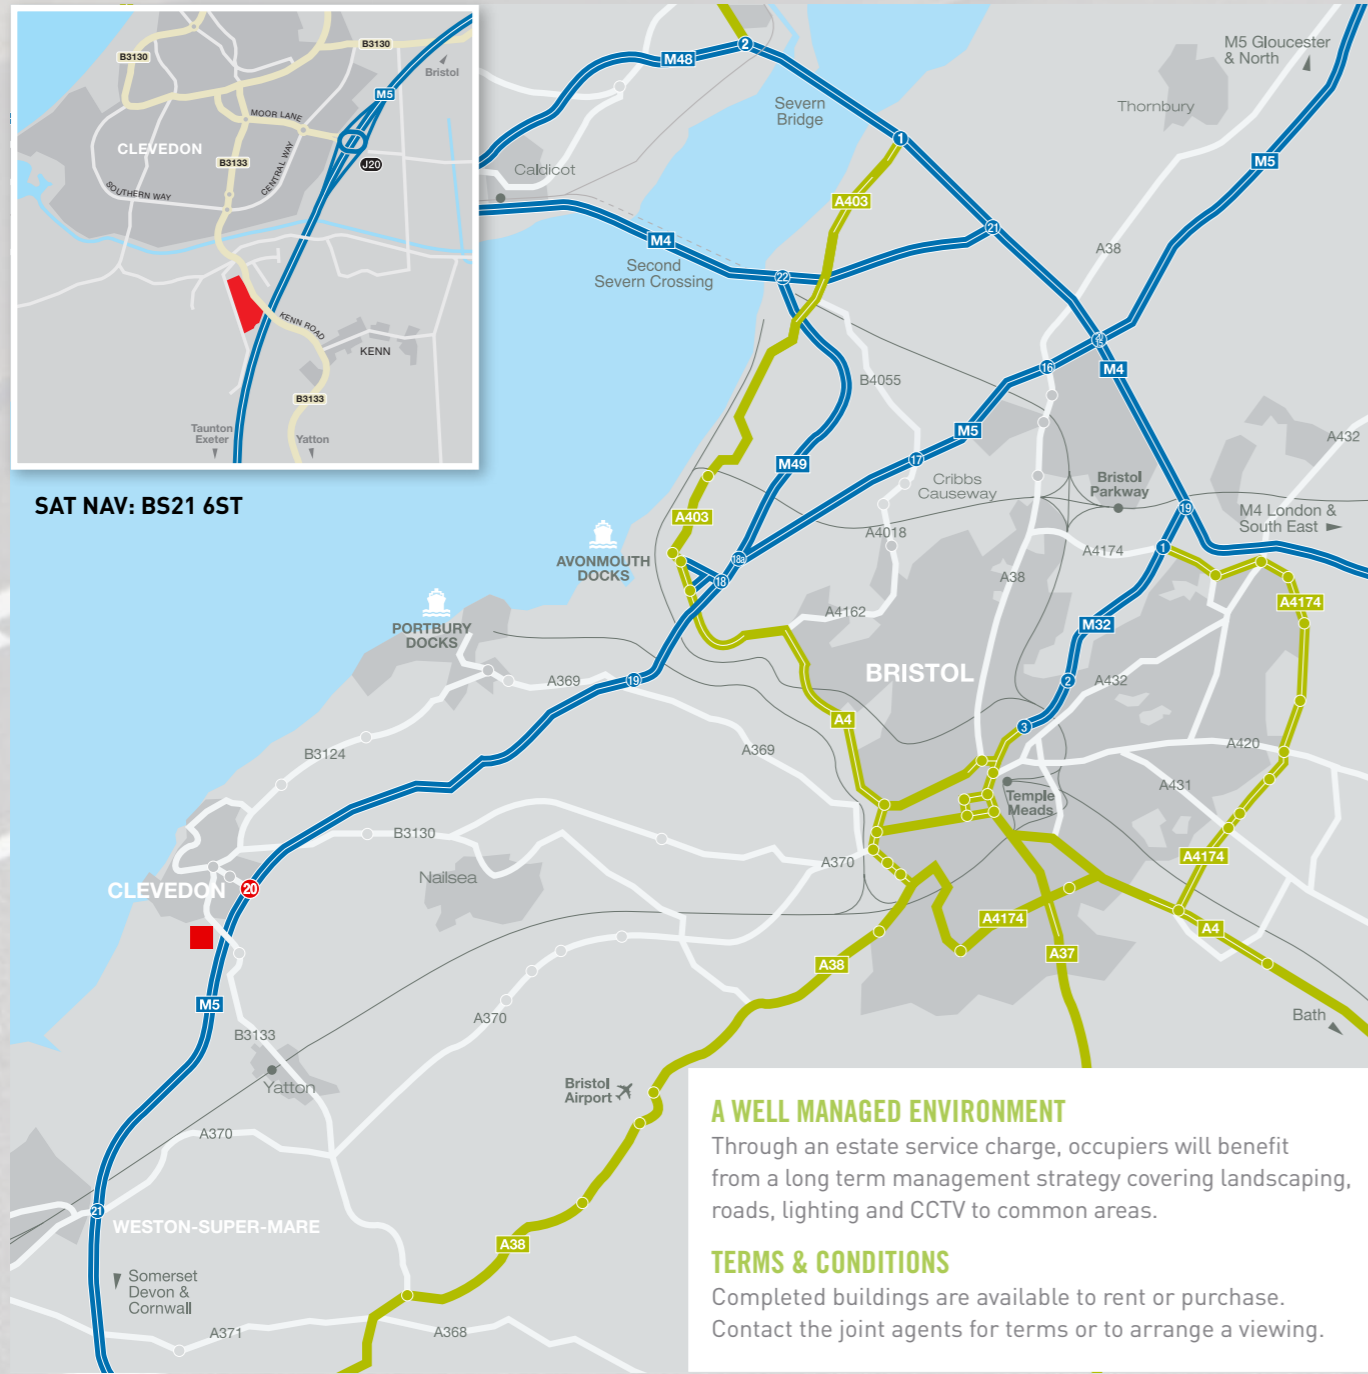 B3130
B3130
Bristol
M5
MOOR LANE
CLEVEDON
B3133
CENTRAL WAY
J20
SOUTHERN WAY
KENN ROAD
KENN
B3133
Taunton
Exeter
Yatton
SAT NAV: BS21 6ST
2
M48
M5 Gloucester
& North
Severn
Bridge
Thornbury
1
M5
Caldicot
A403
M4
21
A38
Second
Severn Crossing
22
20
15
16
M4
B4055
M5
A432
M49
17
Cribbs
Causeway
Bristol
Parkway
A403
19
M4 London &
South East
A4018
AVONMOUTH
DOCKS
18a
A4174
1
18
A38
A4174
PORTBURY
DOCKS
A4162
M32
BRISTOL
A369
19
2
A432
A4
3
B3124
A369
A420
A431
Temple
Meads
B3130
A370
A4174
Nailsea
CLEVEDON
20
A4174
A4
A38
A37
M5
A370
Bath
B3133
Yatton
Bristol
Airport
A370
21
WESTON-SUPER-MARE
A38
Somerset
Devon &
Cornwall
A371
A368
A WELL MANAGED ENVIRONMENT
Through an estate service charge, occupiers will benefit
from a long term management strategy covering landscaping,
roads, lighting and CCTV to common areas.
TERMS & CONDITIONS
Completed buildings are available to rent or purchase.
Contact the joint agents for terms or to arrange a viewing.